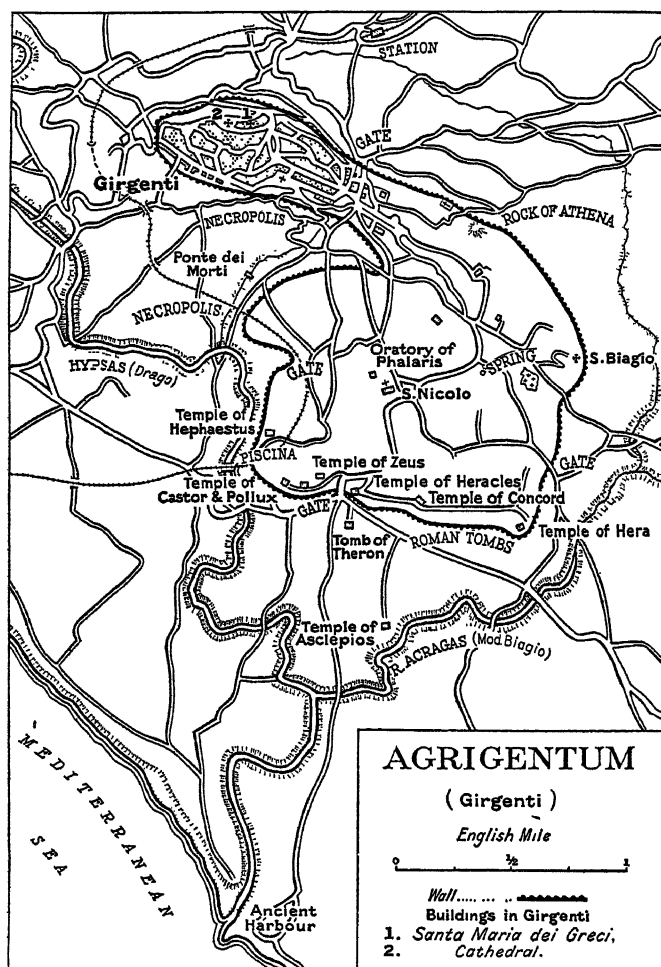 STATION
2 1
GATE
Girgenti
NECROPOLIS
ROCK OF ATHENA
Ponte dei
Morti
NECROPOLIS
HYPSAS (Drago)
GATE
Oratory of
Phalaris
SPRING
S. Biagio
S. Nicolo
Temple of
Hephaestus
PISCINA
Temple of
Castor & Pollux
Temple of Zeus
Temple of Heracles
Temple of Concord
GATE
GATE
Tomb of
Theron
ROMAN TOMBS
Temple of Hera
Temple of
Asclepios
R. ACRAGAS (Mod. Biagio)
MEDITERRANEAN
SEA
Ancient
Harbour
AGRIGENTUM
(Girgenti)
English Mile
0 ½ 1
Wall
Buildings in Girgenti
1. Santa Maria dei Greci,
2. Cathedral.